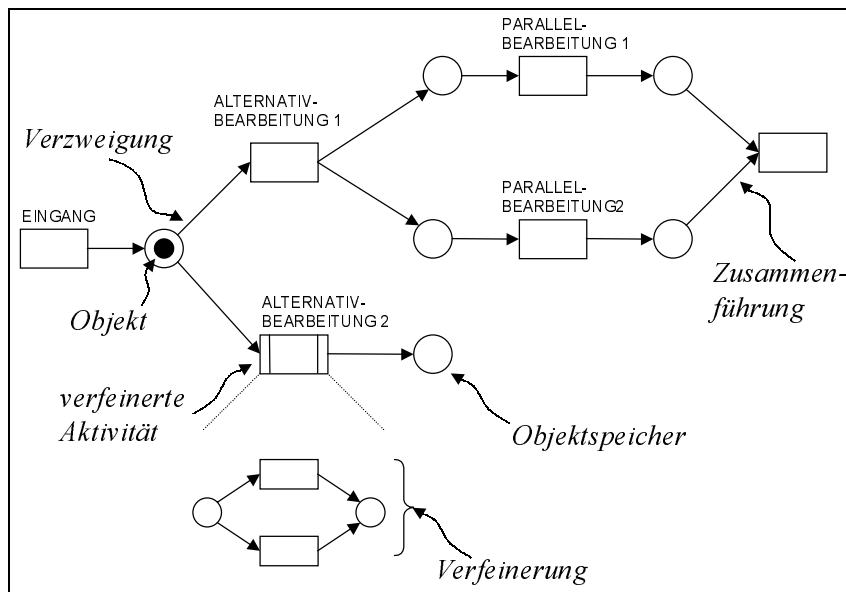 PARALLEL-
BEARBEITUNG 1
ALTERNATIV-
BEARBEITUNG 1
Verzweigung
EINGANG
PARALLEL-
BEARBEITUNG2
Zusammen-
führung
Objekt
ALTERNATIV-
BEARBEITUNG 2
verfeinerte
Aktivität
Objektspeicher
Verfeinerung